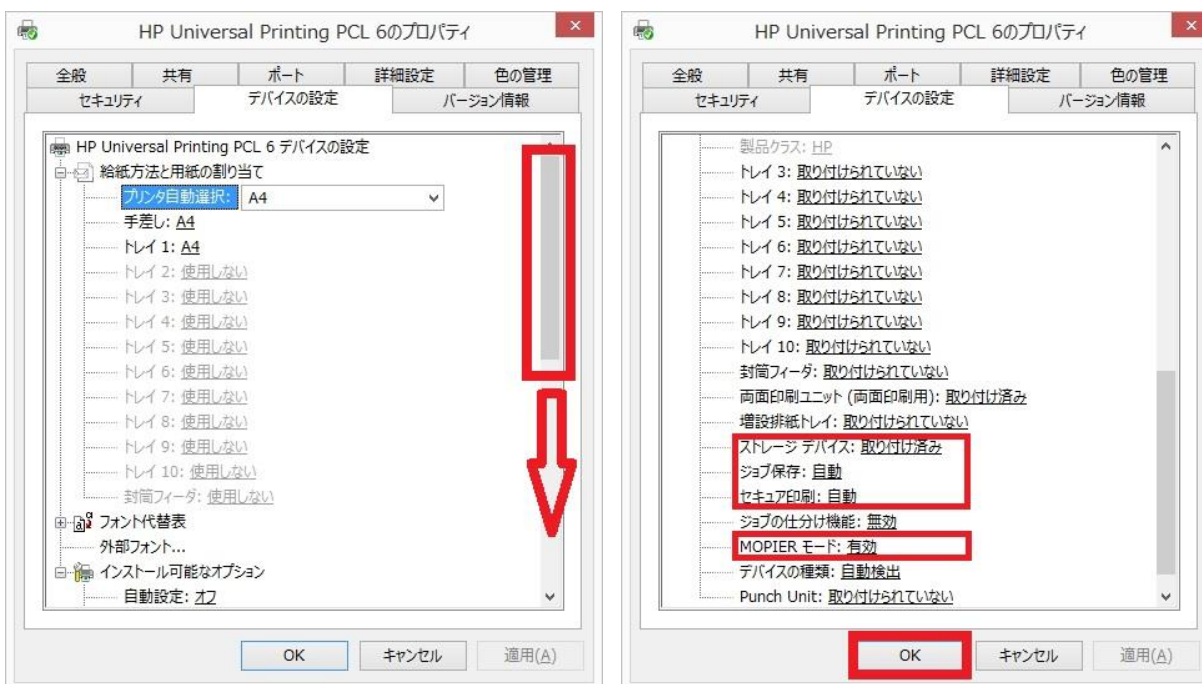 HP Universal Printing PCL 6のプロパティ
全般 共有 ポート 詳細設定 色の管理
セキュリティ デバイスの設定 バージョン情報
HP Universal Printing PCL 6 デバイスの設定
給紙方法と用紙の割り当て
プリンタ自動選択: A4
手差し: A4
トレイ 1: A4
トレイ 2: 使用しない
トレイ 3: 使用しない
トレイ 4: 使用しない
トレイ 5: 使用しない
トレイ 6: 使用しない
トレイ 7: 使用しない
トレイ 8: 使用しない
トレイ 9: 使用しない
トレイ 10: 使用しない
封筒フィーダ: 使用しない
フォント代替表
外部フォント...
インストール可能なオプション
自動設定: オフ
OK キャンセル 適用(A)
HP Universal Printing PCL 6のプロパティ
全般 共有 ポート 詳細設定 色の管理
セキュリティ デバイスの設定 バージョン情報
製品クラス: HP
トレイ 3: 取り付けられていない
トレイ 4: 取り付けられていない
トレイ 5: 取り付けられていない
トレイ 6: 取り付けられていない
トレイ 7: 取り付けられていない
トレイ 8: 取り付けられていない
トレイ 9: 取り付けられていない
トレイ 10: 取り付けられていない
封筒フィーダ: 取り付けられていない
両面印刷ユニット (両面印刷用): 取り付け済み
増設排紙トレイ: 取り付けられていない
ストレージ デバイス: 取り付け済み
ジョブ保存: 自動
セキュア印刷: 自動
ジョブの仕分け機能: 無効
MOPIER モード: 有効
デバイスの種類: 自動検出
Punch Unit: 取り付けられていない
OK キャンセル 適用(A)